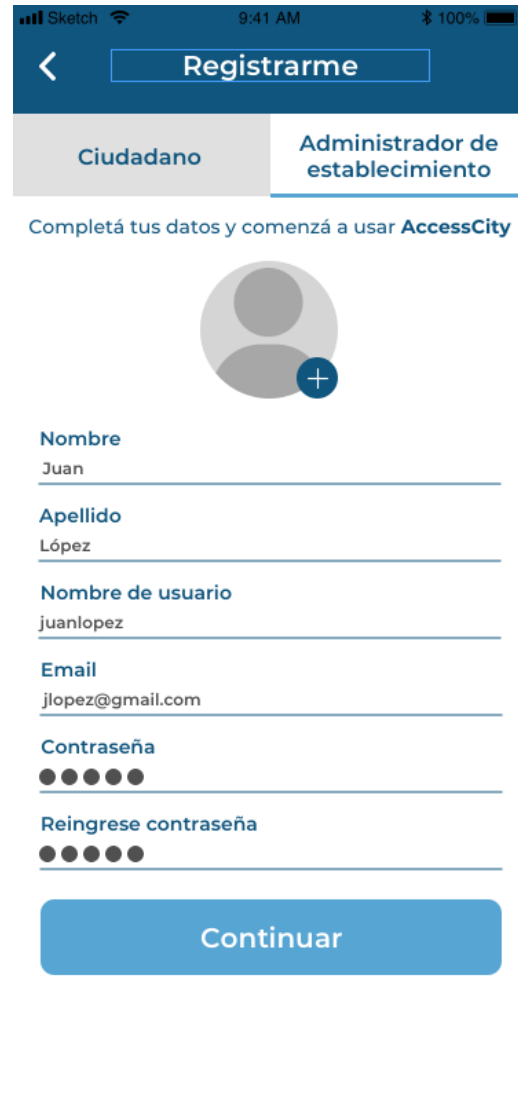 Sketch 9:41 AM 100%
Registrarme
Ciudadano
Administrador de
establecimiento
Completá tus datos y comenzá a usar AccessCity
Nombre
Juan
Apellido
López
Nombre de usuario
juanlopez
Email
jlopez@gmail.com
Contraseña
●●●●●
Reingrese contraseña
●●●●●
Continuar